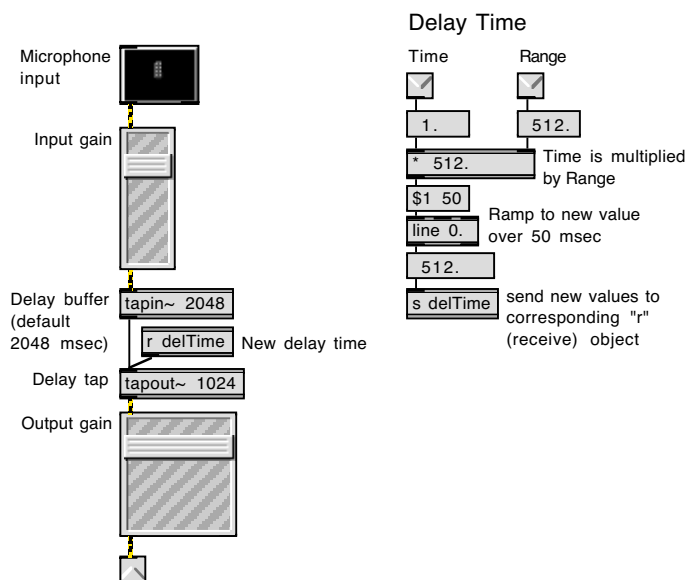 Delay Time
Microphone
input
Time
Range
1.
512.
Input gain
* 512.
Time is multiplied
by Range
$1 50
line 0.
Ramp to new value
over 50 msec
512.
Delay buffer
(default
2048 msec)
tapin~ 2048
s delTime
send new values to
corresponding "r"
(receive) object
r delTime
New delay time
Delay tap
tapout~ 1024
Output gain